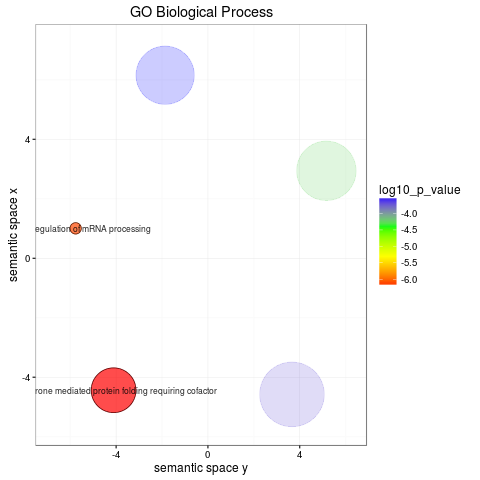 GO Biological Process
semantic space x
4
0
-4
egulation of mRNA processing
rone mediated protein folding requiring cofactor
-4
0
4
semantic space y
log10_p_value
-4.0
-4.5
-5.0
-5.5
-6.0